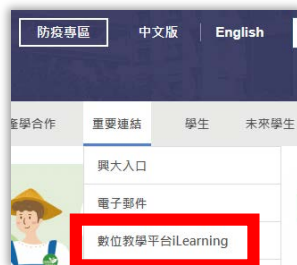 防疫專區 中文版 English
產學合作 重要連結 學生 未來學生
興大入口
電子郵件
數位教學平台iLearning